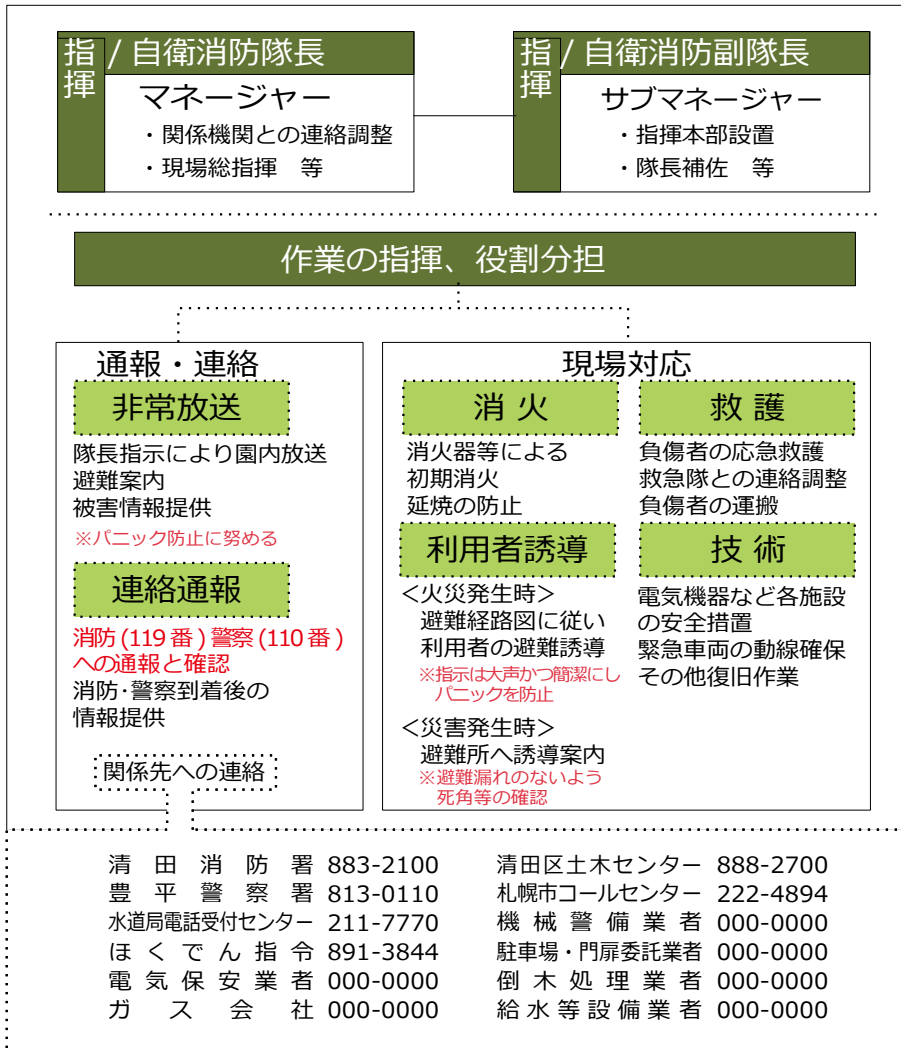 指揮 / 自衛消防隊長
マネージャー
・関係機関との連絡調整
・現場総指揮　等
指揮 / 自衛消防副隊長
サブマネージャー
・指揮本部設置
・隊長補佐　等
作業の指揮、役割分担
通報・連絡
非常放送
隊長指示により園内放送
避難案内
被害情報提供
※パニック防止に努める
連絡通報
消防(119番)警察(110番)
への通報と確認
消防・警察到着後の
情報提供
関係先への連絡
現場対応
消 火
消火器等による
初期消火
延焼の防止
救 護
負傷者の応急救護
救急隊との連絡調整
負傷者の運搬
利用者誘導
＜火災発生時＞
避難経路図に従い
利用者の避難誘導
※指示は大声かつ簡潔にし
パニックを防止
＜災害発生時＞
避難所へ誘導案内
※避難漏れのないよう
死角等の確認
技 術
電気機器など各施設
の安全措置
緊急車両の動線確保
その他復旧作業
清田消防署 883-2100
豊平警察署 813-0110
水道局電話受付センター 211-7770
ほくでん指令 891-3844
電気保安業者 000-0000
ガス会社 000-0000
清田区土木センター 888-2700
札幌市コールセンター 222-4894
機械警備業者 000-0000
駐車場・門扉委託業者 000-0000
倒木処理業者 000-0000
給水等設備業者 000-0000